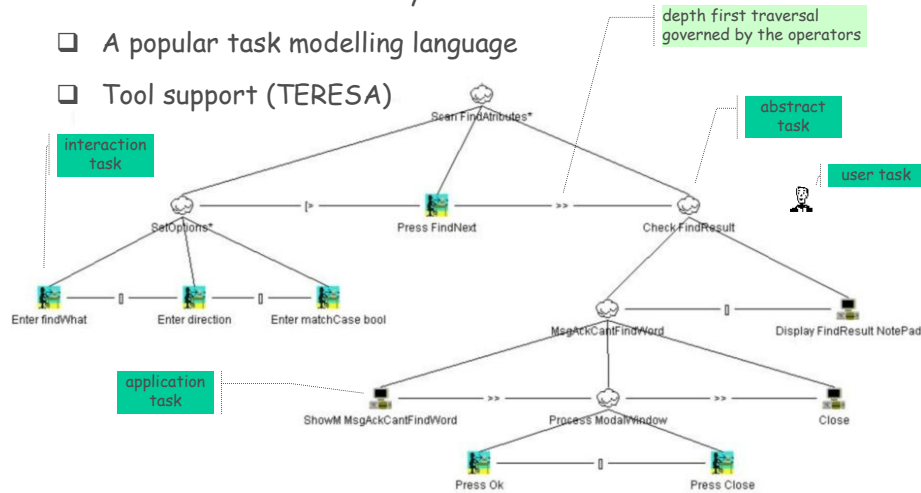 depth first traversal
governed by the operators
A popular task modelling language
Tool support (TERESA)
Scan FindAtributes*
abstract
task
interaction
task
user task
SetOptions*
[>
Press FindNext
>>
Check FindResult
Enter findWhat
[]
Enter direction
[]
Enter matchCase bool
MsgAckCantFindWord
[]
Display FindResult NotePad
application
task
ShowM MsgAckCantFindWord
>>
Process ModalWindow
>>
Close
Press Ok
[]
Press Close